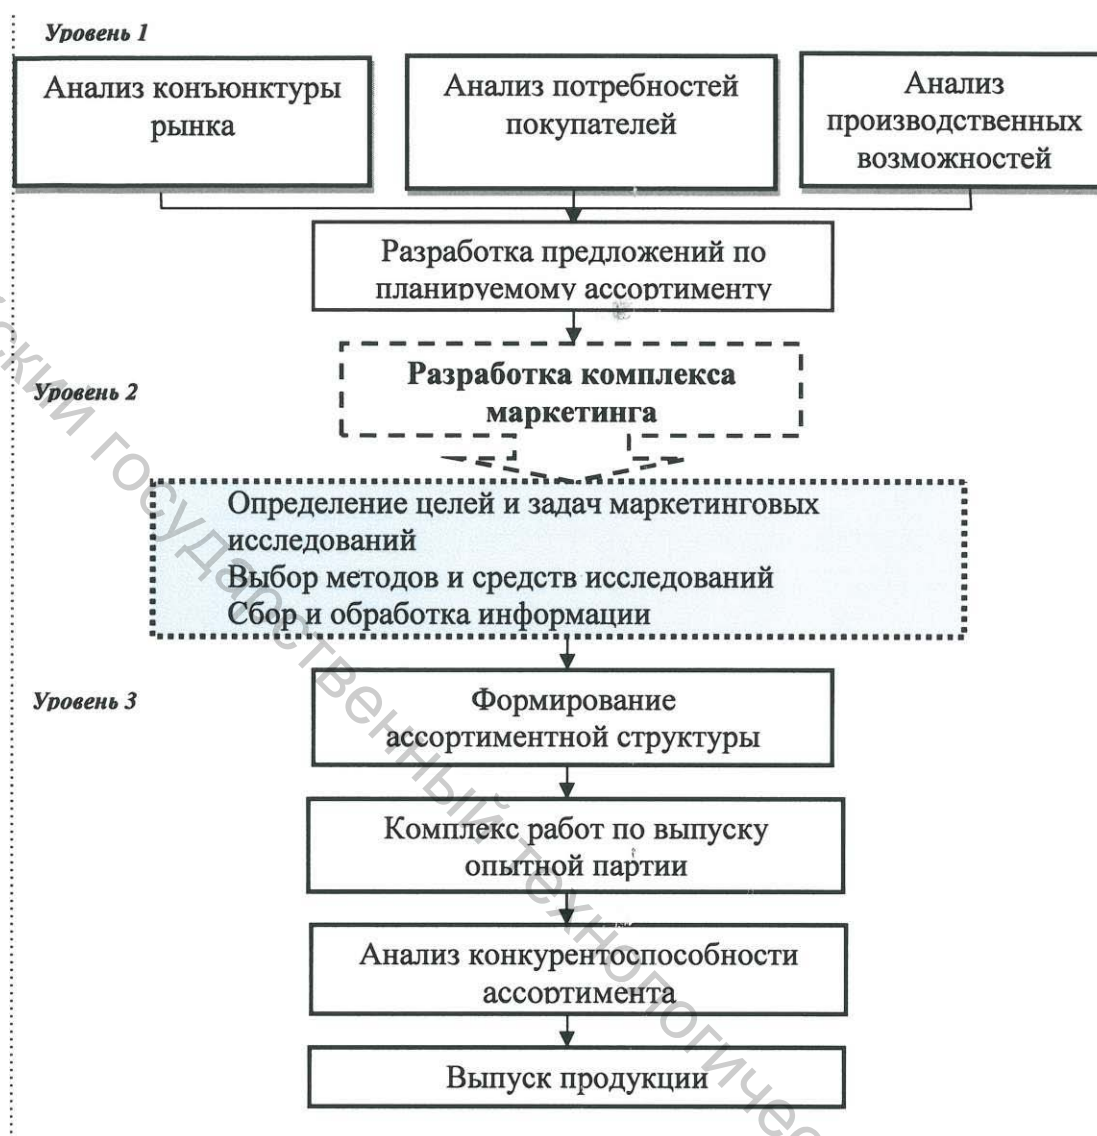 Уровень 1
Анализ конъюнктуры
рынка
Анализ потребностей
покупателей
Анализ
производственных
возможностей
Разработка предложений по
планируемому ассортименту
Уровень 2
Разработка комплекса
маркетинга
Определение целей и задач маркетинговых
исследований
Выбор методов и средств исследований
Сбор и обработка информации
Уровень 3
Формирование
ассортиментной структуры
Комплекс работ по выпуску
опытной партии
Анализ конкурентоспособности
ассортимента
Выпуск продукции
государственный